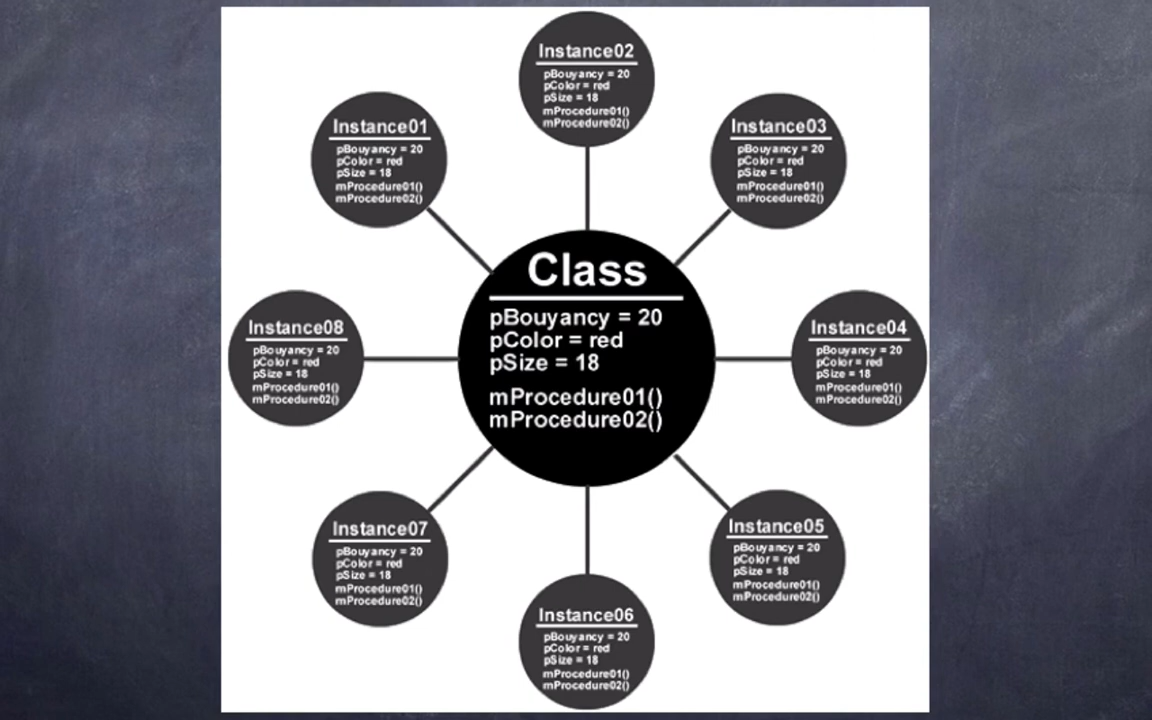 Instance02
pBouyancy = 20
pColor = red
pSize = 18
mProcedure01()
mProcedure02()
Instance01
pBouyancy = 20
pColor = red
pSize = 18
mProcedure01()
mProcedure02()
Instance03
pBouyancy = 20
pColor = red
pSize = 18
mProcedure01()
mProcedure02()
Class
pBouyancy = 20
pColor = red
pSize = 18
mProcedure01()
mProcedure02()
Instance08
pBouyancy = 20
pColor = red
pSize = 18
mProcedure01()
mProcedure02()
Instance04
pBouyancy = 20
pColor = red
pSize = 18
mProcedure01()
mProcedure02()
Instance07
pBouyancy = 20
pColor = red
pSize = 18
mProcedure01()
mProcedure02()
Instance05
pBouyancy = 20
pColor = red
pSize = 18
mProcedure01()
mProcedure02()
Instance06
pBouyancy = 20
pColor = red
pSize = 18
mProcedure01()
mProcedure02()